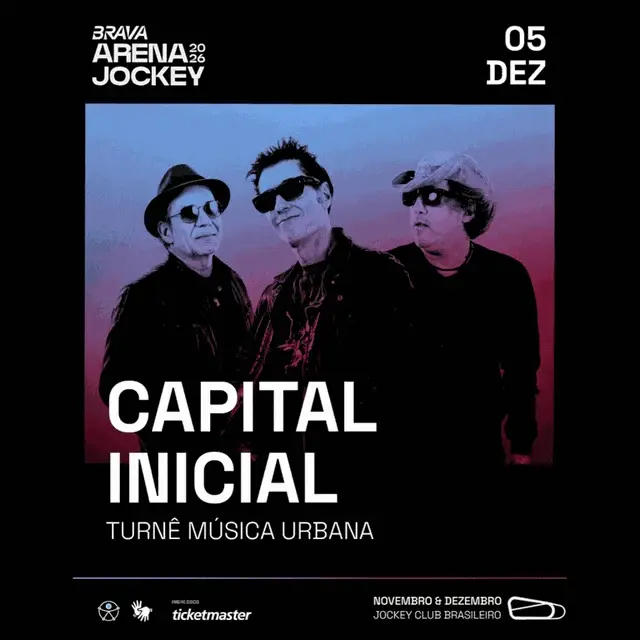 BRAVA
ARENA 20
JOCKEY 26
05
DEZ
CAPITAL
INICIAL
TURNÊ MÚSICA URBANA
ticketmaster
NOVEMBRO & DEZEMBRO
JOCKEY CLUB BRASILEIRO